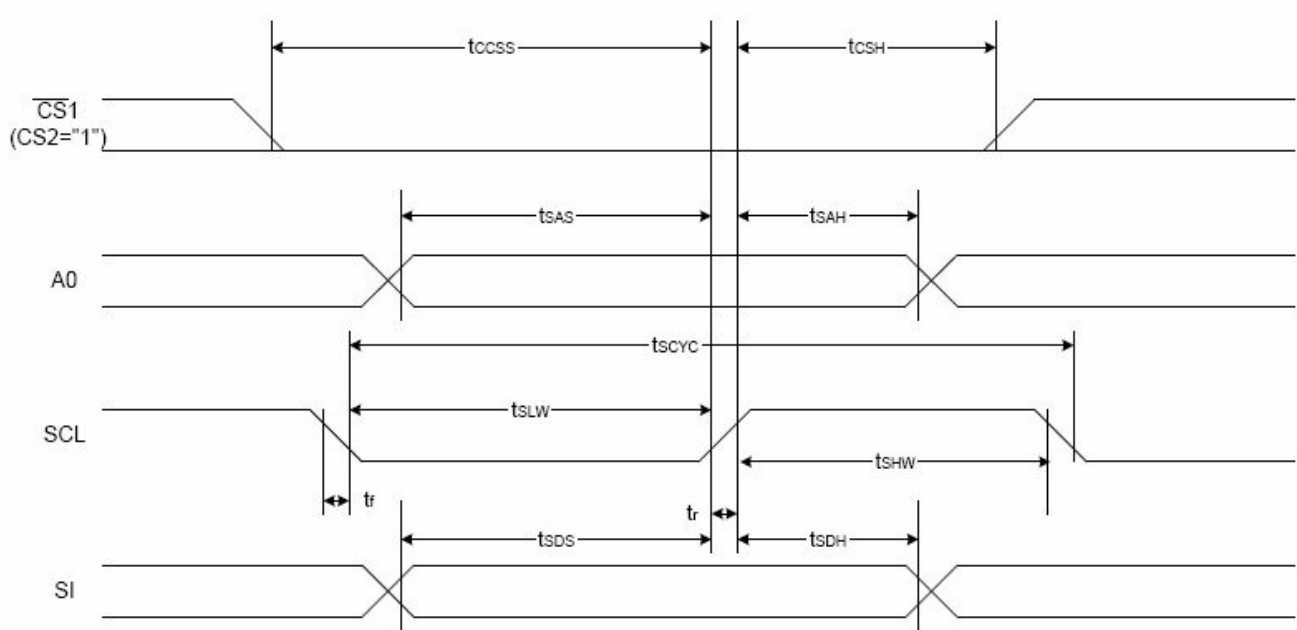 tCCSS tCSH
CS1
(CS2="1")
tSAS tSAH
A0
tSCYC
tSLW
SCL
tSHW
tf
tr
tSDS tSDH
SI